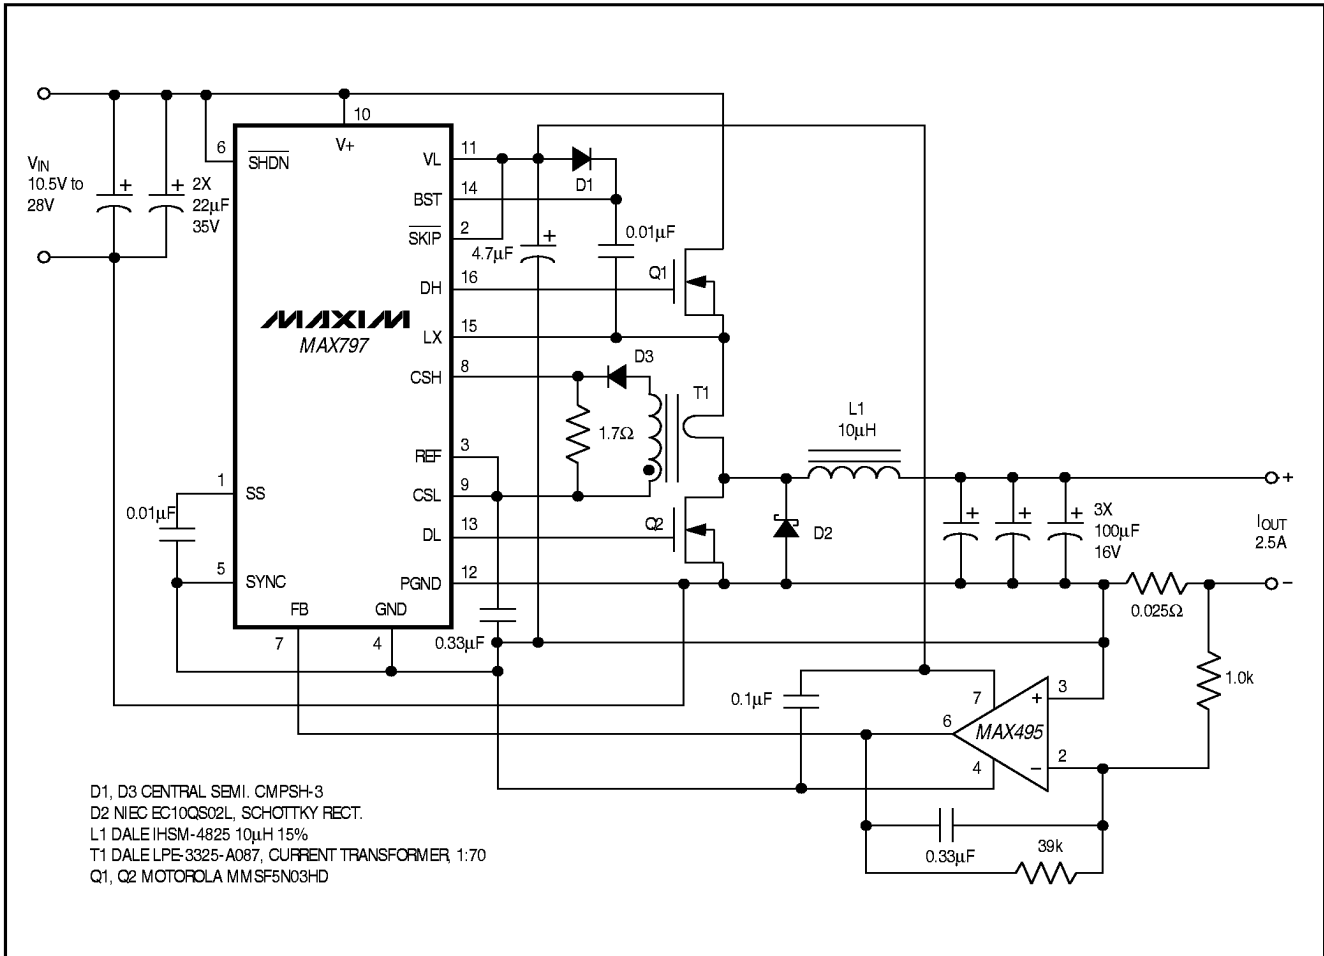 VIN
10.5V to
28V
+
+
2X
22µF
35V
10
V+
6
SHDN
VL
11
BST
14
SKIP
2
DH
16
MAXIM
MAX797
LX
15
CSH
8
REF
3
CSL
9
DL
13
PGND
12
1
SS
0.01µF
5
SYNC
FB
7
GND
4
D1
4.7µF
+
0.01µF
Q1
D3
T1
1.7Ω
Q2
D2
L1
10µH
+
+
+
3X
100µF
16V
+
IOUT
2.5A
−
0.025Ω
0.33µF
1.0k
0.1µF
7
6
MAX495
+
3
−
2
4
0.33µF
39k
D1, D3 CENTRAL SEMI. CMPSH-3
D2 NIEC EC10QS02L, SCHOTTKY RECT.
L1 DALE IHSM-4825 10µH 15%
T1 DALE LPE-3325-A087, CURRENT TRANSFORMER, 1:70
Q1, Q2 MOTOROLA MMSF5N03HD